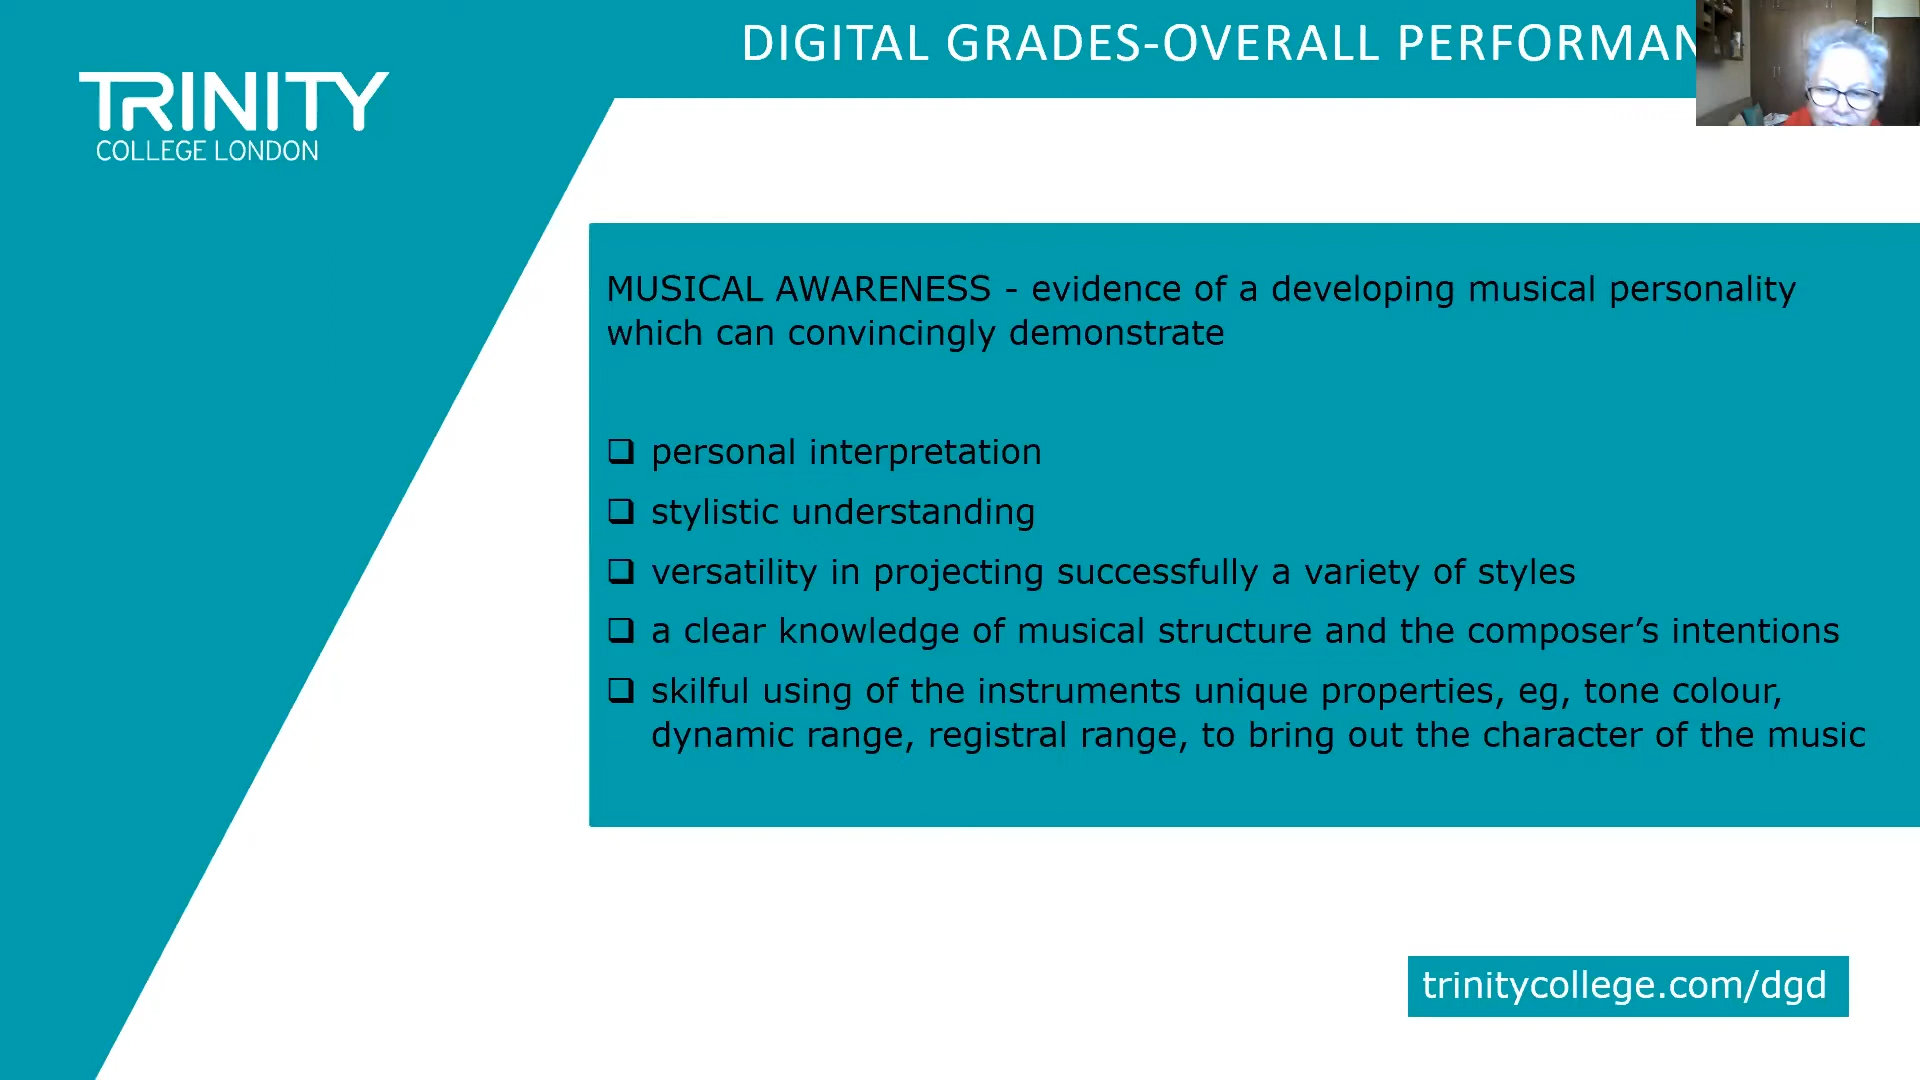 DIGITAL GRADES-OVERALL
TRINITY
COLLEGE LONDON
MUSICAL AWARENESS - evidence of a developing musical personality
which can convincingly demonstrate
personal interpretation
stylistic understanding
versatility in projecting successfully a variety of styles
a clear knowledge of musical structure and the composer’s intentions
skilful using of the instruments unique properties, eg, tone colour,
dynamic range, registral range, to bring out the character of the music
trinitycollege.com/dgd